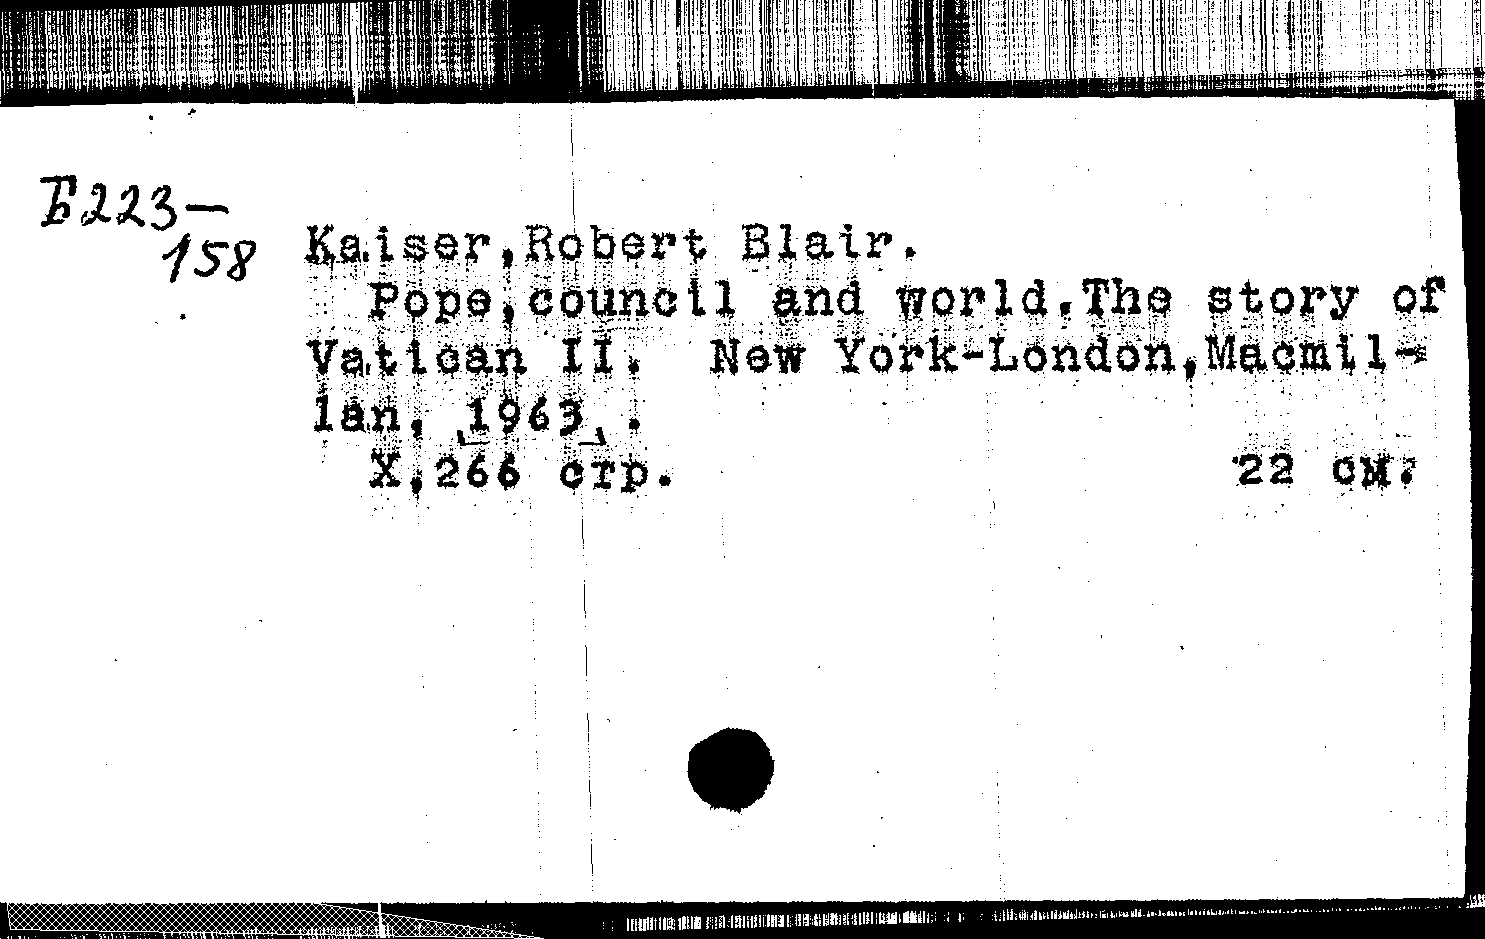 Б223—
158
Kaiser,Robert Blair.
Pope,council and world.The story of
Vatican II. New York-London,Macmil-
lan, 1963 .
X,266 стр. 22 см.